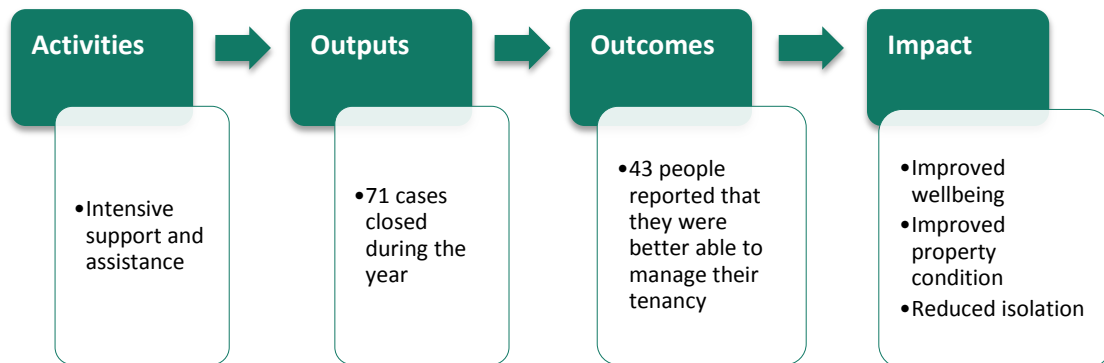 Activities
•Intensive
support and
assistance
Outputs
•71 cases
closed
during the
year
Outcomes
•43 people
reported that
they were
better able to
manage their
tenancy
Impact
•Improved
wellbeing
•Improved
property
condition
•Reduced isolation